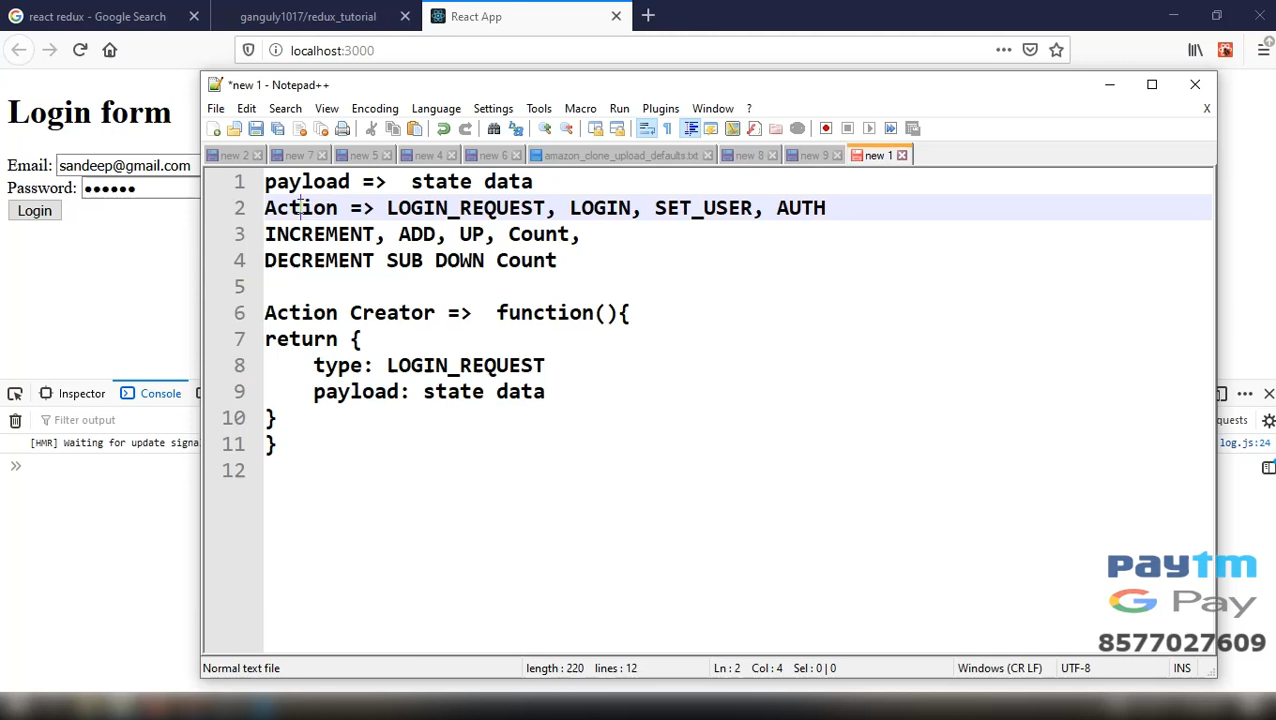 react redux - Google Search
ganguly1017/redux_tutorial
React App
localhost:3000
*new 1 - Notepad++
File Edit Search View Encoding Language Settings Tools Macro Run Plugins Window ? X
new 2 new 7 new 5 new 4 new 6 amazon_clone_upload_defaults.txt new 8 new 9 new 1
Login form
Email: sandeep@gmail.com
Password: ●●●●●●
Login
1 payload => state data
2 Action => LOGIN_REQUEST, LOGIN, SET_USER, AUTH
3 INCREMENT, ADD, UP, Count,
4 DECREMENT SUB DOWN Count
5
6 Action Creator => function(){
7 return {
8 type: LOGIN_REQUEST
9 payload: state data
10 }
11 }
12
Inspector Console
Filter output
quests
[HMR] Waiting for update signa
log.js:24
paytm
G Pay
8577027609
Normal text file length : 220 lines : 12 Ln : 2 Col : 4 Sel : 0 | 0 Windows (CR LF) UTF-8 INS